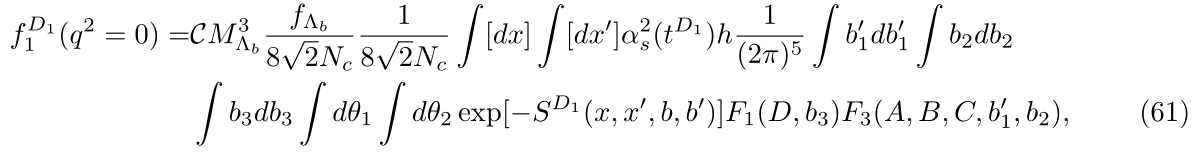 f_1^{D_1}(q^2 = 0) = \mathcal{C} M_{\Lambda_b}^3 \frac{f_{\Lambda_b}}{8\sqrt{2}N_c} \frac{1}{8\sqrt{2}N_c} \int [dx] \int [dx'] \alpha_s^2(t^{D_1}) h \frac{1}{(2\pi)^5} \int b_1' db_1' \int b_2 db_2
\int b_3 db_3 \int d\theta_1 \int d\theta_2 \exp[-S^{D_1}(x, x', b, b')] F_1(D, b_3) F_3(A, B, C, b_1', b_2), (61)